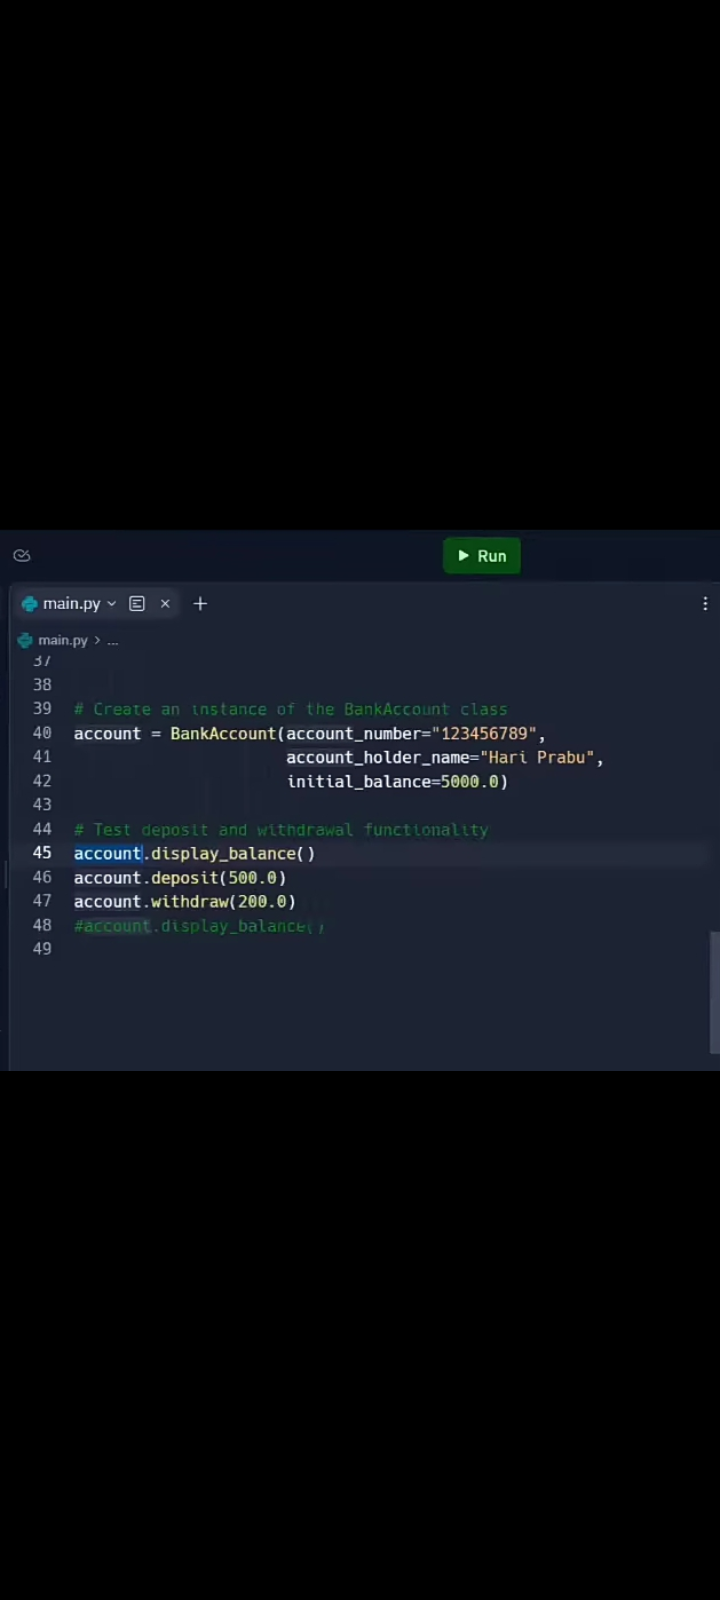 Run
main.py
main.py > ...
37
38
39 # Create an instance of the BankAccount class
40 account = BankAccount(account_number="123456789",
41 account_holder_name="Hari Prabu",
42 initial_balance=5000.0)
43
44 # Test deposit and withdrawal functionality
45 account.display_balance()
46 account.deposit(500.0)
47 account.withdraw(200.0)
48 #account.display_balance()
49